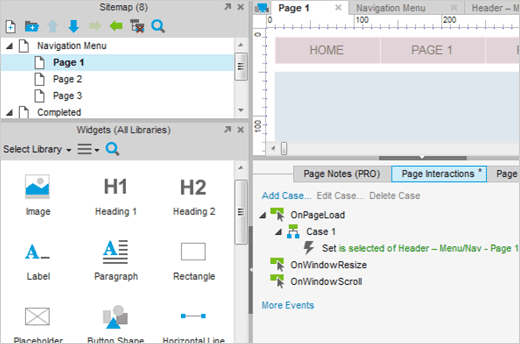 Sitemap (8)
Navigation Menu
Page 1
Page 2
Page 3
Completed
Widgets (All Libraries)
Select Library
H1
H2
Image
Heading 1
Heading 2
A
A
Label
Paragraph
Rectangle
Placeholder
Button Shape
Horizontal Line
Page 1
Navigation Menu
Header – M
0
100
200
HOME
PAGE 1
100
Page Notes (PRO)
Page Interactions *
Page
Add Case... Edit Case... Delete Case
OnPageLoad
Case 1
Set is selected of Header -- Menu/Nav - Page 1
OnWindowResize
OnWindowScroll
More Events